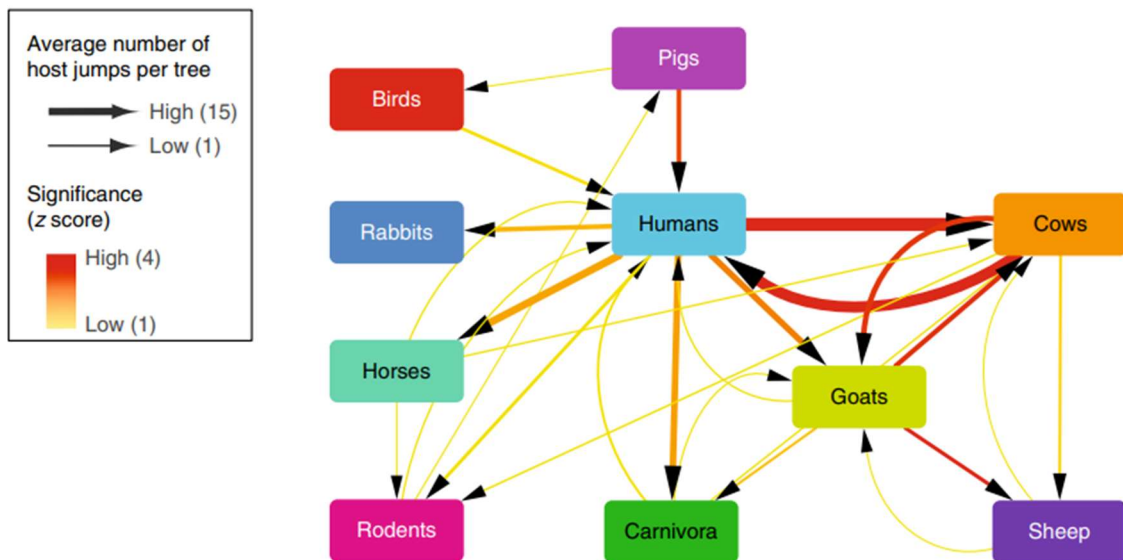 Average number of
host jumps per tree
High (15)
Low (1)
Significance
(z score)
High (4)
Low (1)
Pigs
Birds
Rabbits
Humans
Cows
Horses
Goats
Rodents
Carnivora
Sheep